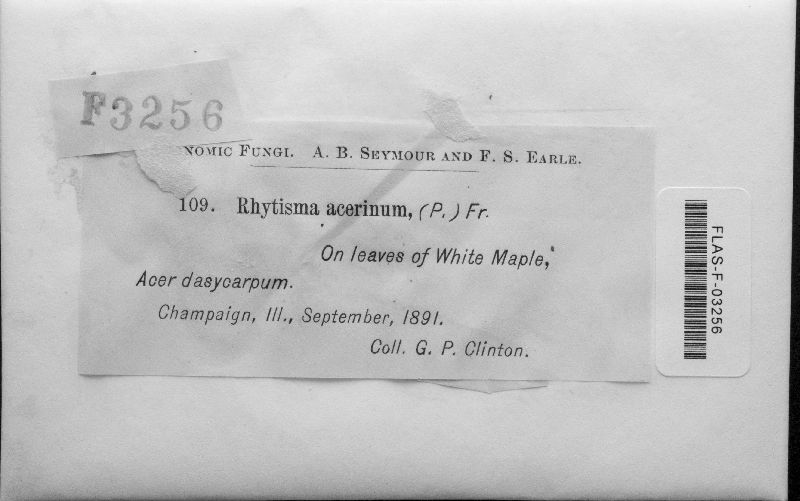 F3256
NOMIC FUNGI. A. B. SEYMOUR AND F. S. EARLE.
109. Rhytisma acerinum, (P.) Fr.
On leaves of White Maple,
Acer dasycarpum.
Champaign, Ill., September, 1891.
Coll. G. P. Clinton.
FLAS-F-03256